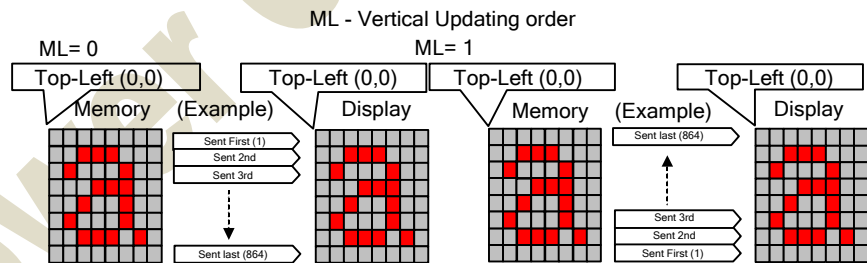 ML - Vertical Updating order
ML= 0
ML= 1
Top-Left (0,0)
Top-Left (0,0)
Top-Left (0,0)
Top-Left (0,0)
Memory
(Example)
Display
Memory
(Example)
Display
Sent First (1)
Sent 2nd
Sent 3rd
Sent last (864)
Sent last (864)
Sent 3rd
Sent 2nd
Sent First (1)